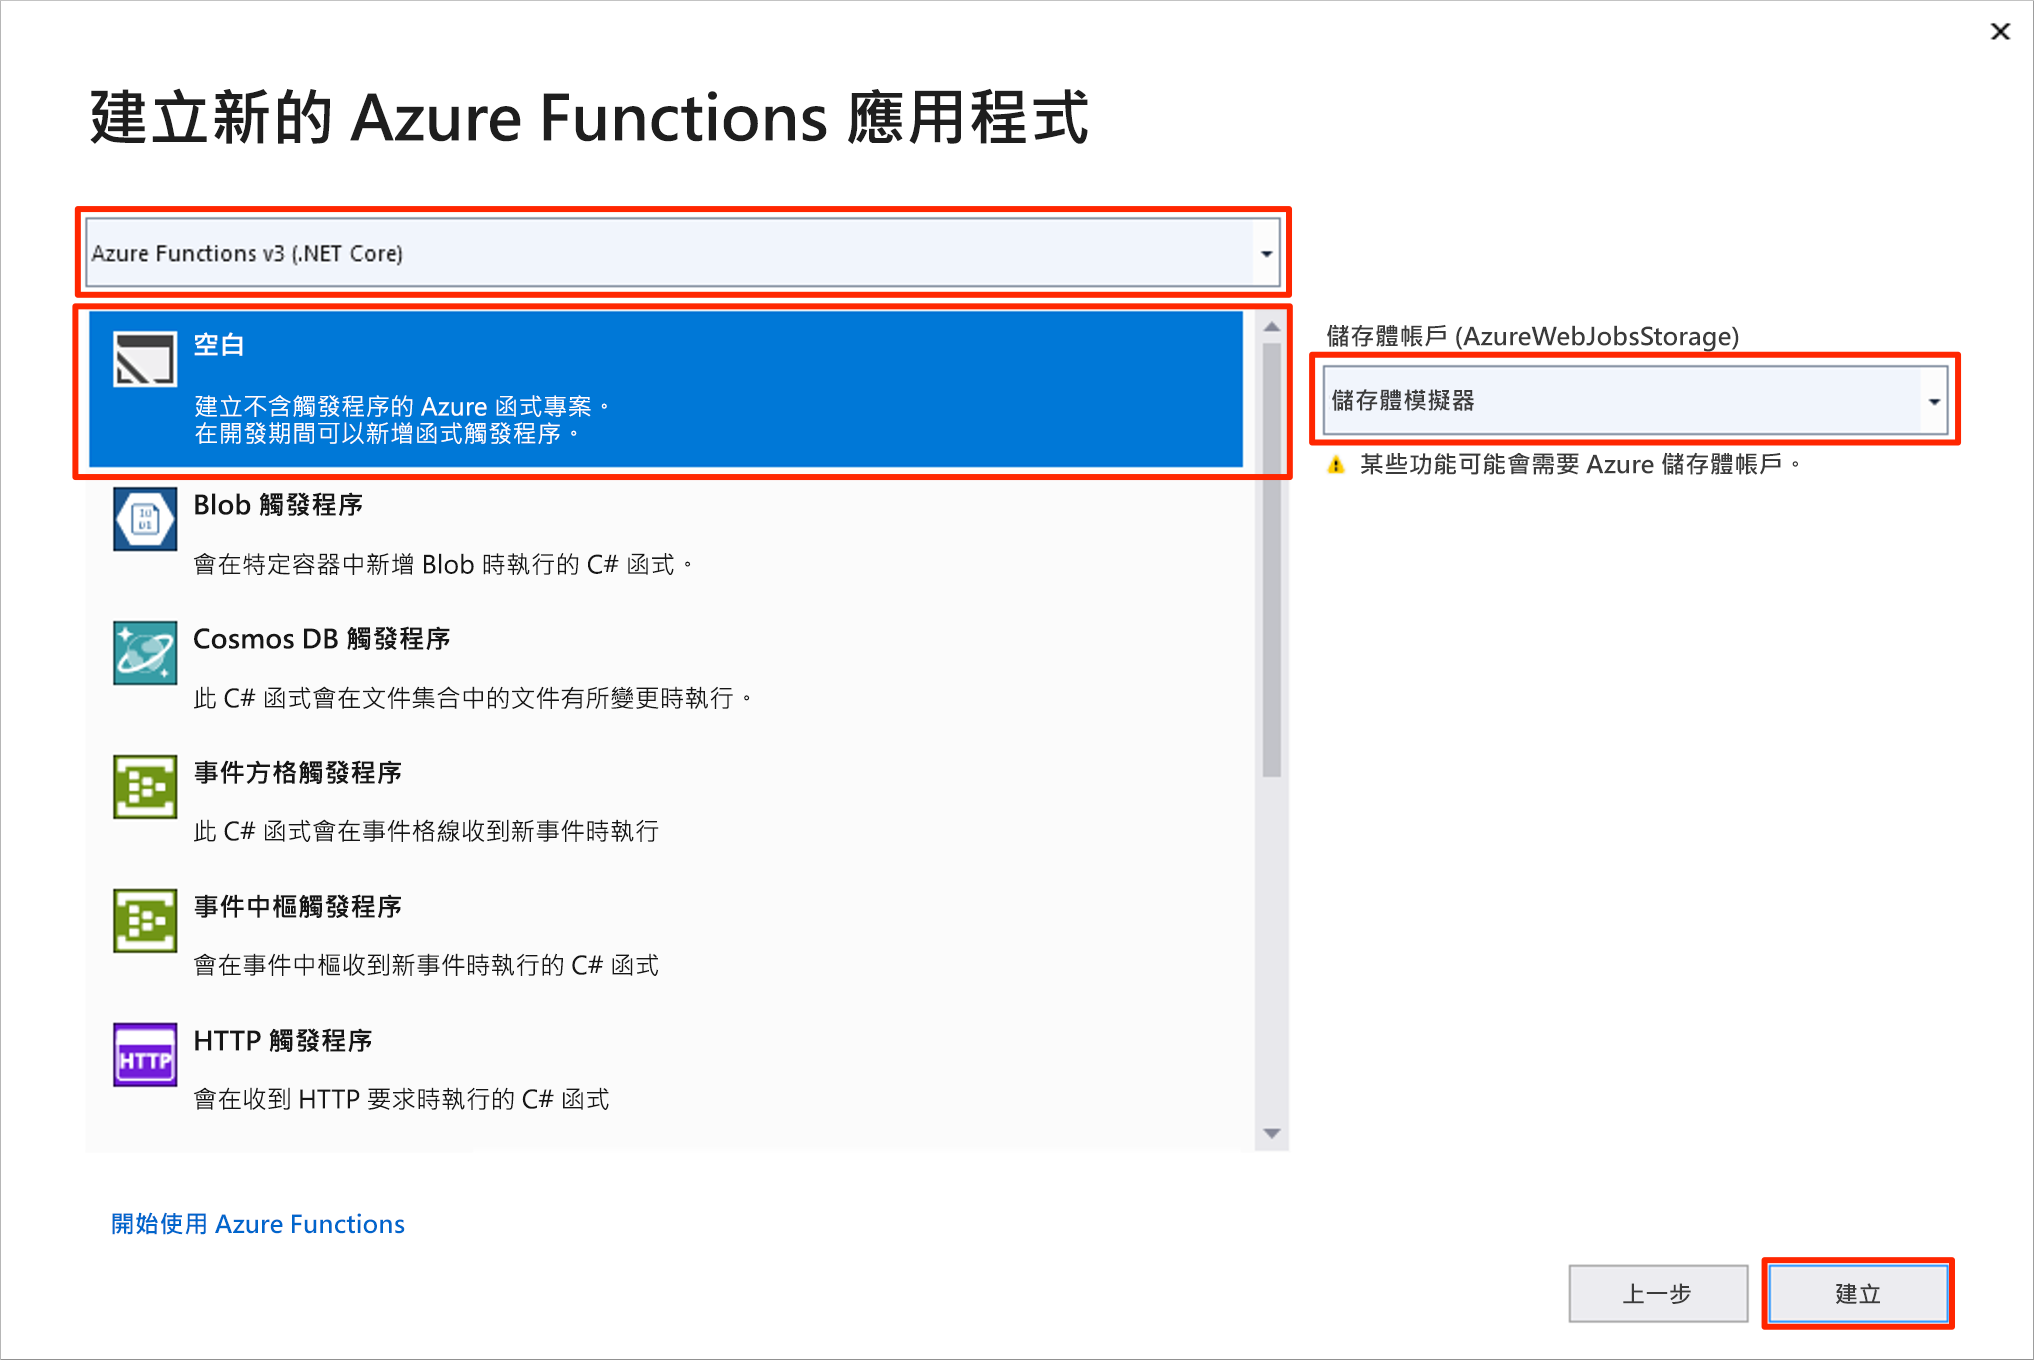 建立新的 Azure Functions 應用程式
Azure Functions v3 (.NET Core)
空白
建立不含觸發程序的 Azure 函式專案。
在開發期間可以新增函式觸發程序。
Blob 觸發程序
會在特定容器中新增 Blob 時執行的 C# 函式。
Cosmos DB 觸發程序
此 C# 函式會在文件集合中的文件有所變更時執行。
事件方格觸發程序
此 C# 函式會在事件格線收到新事件時執行
事件中樞觸發程序
會在事件中樞收到新事件時執行的 C# 函式
HTTP
HTTP 觸發程序
會在收到 HTTP 要求時執行的 C# 函式
儲存體帳戶 (AzureWebJobsStorage)
儲存體模擬器
某些功能可能會需要 Azure 儲存體帳戶。
開始使用 Azure Functions
上一步
建立